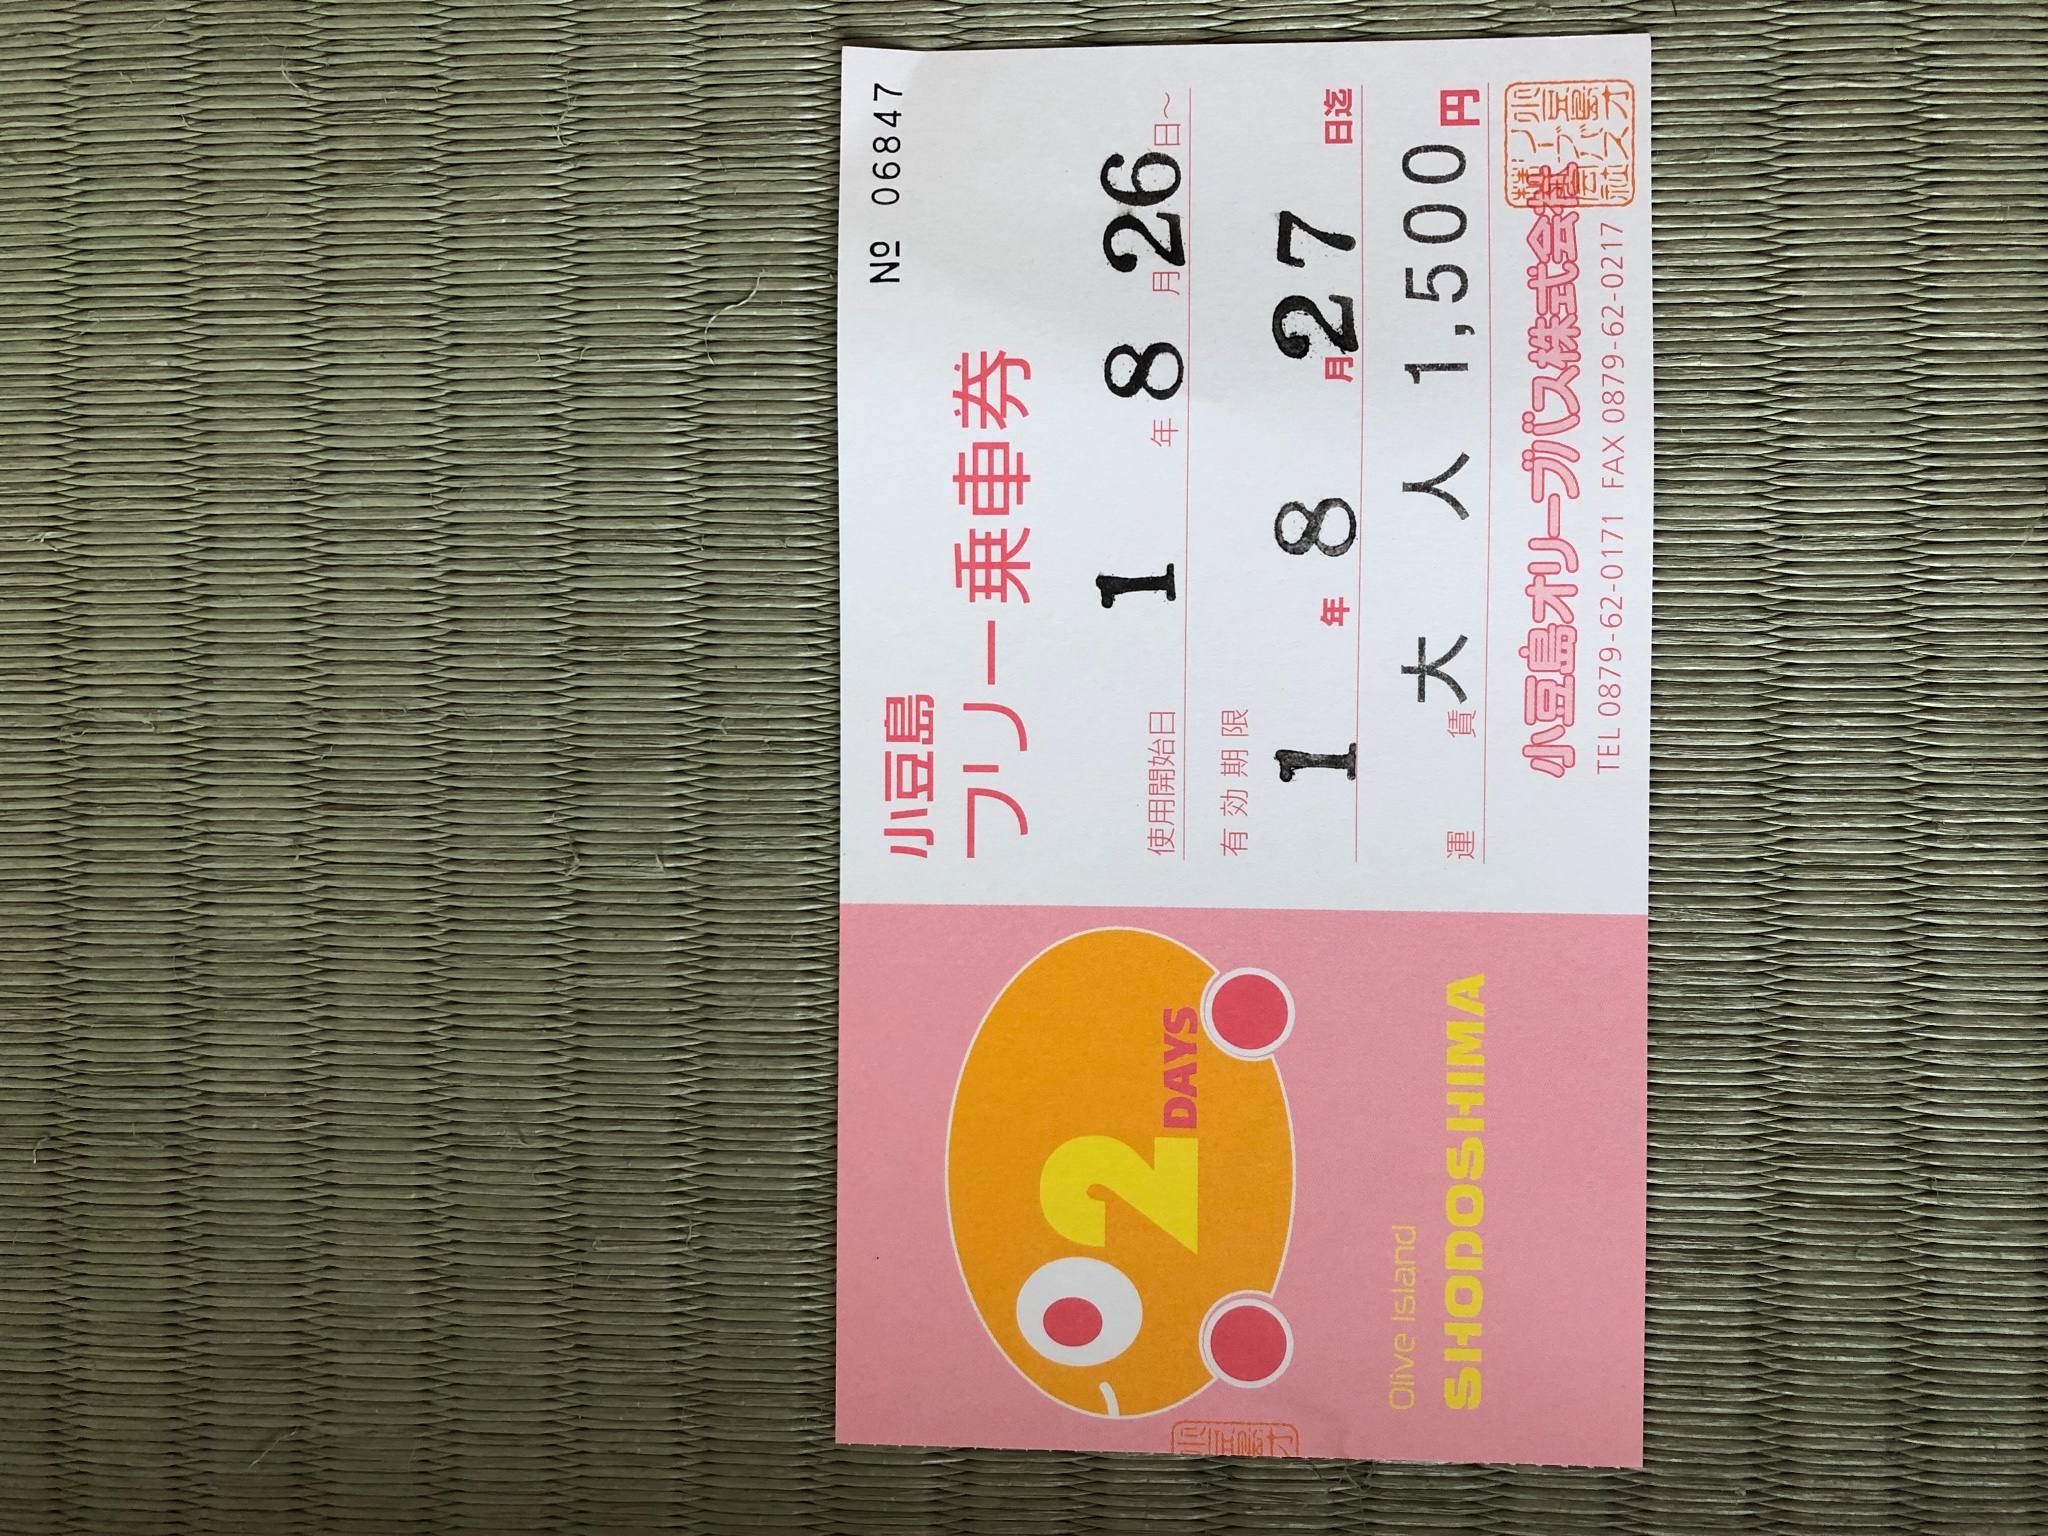 2
DAYS
Olive Island
SHODOSHIMA
№ 06847
小豆島
フリー乗車券
使用開始日 1 年 8 月 26 日～
有効期限
1 年 8 月 27 日迄
運賃 大人 1,500 円
小豆島オリーブバス株式会社
TEL 0879-62-0171 FAX 0879-62-0217